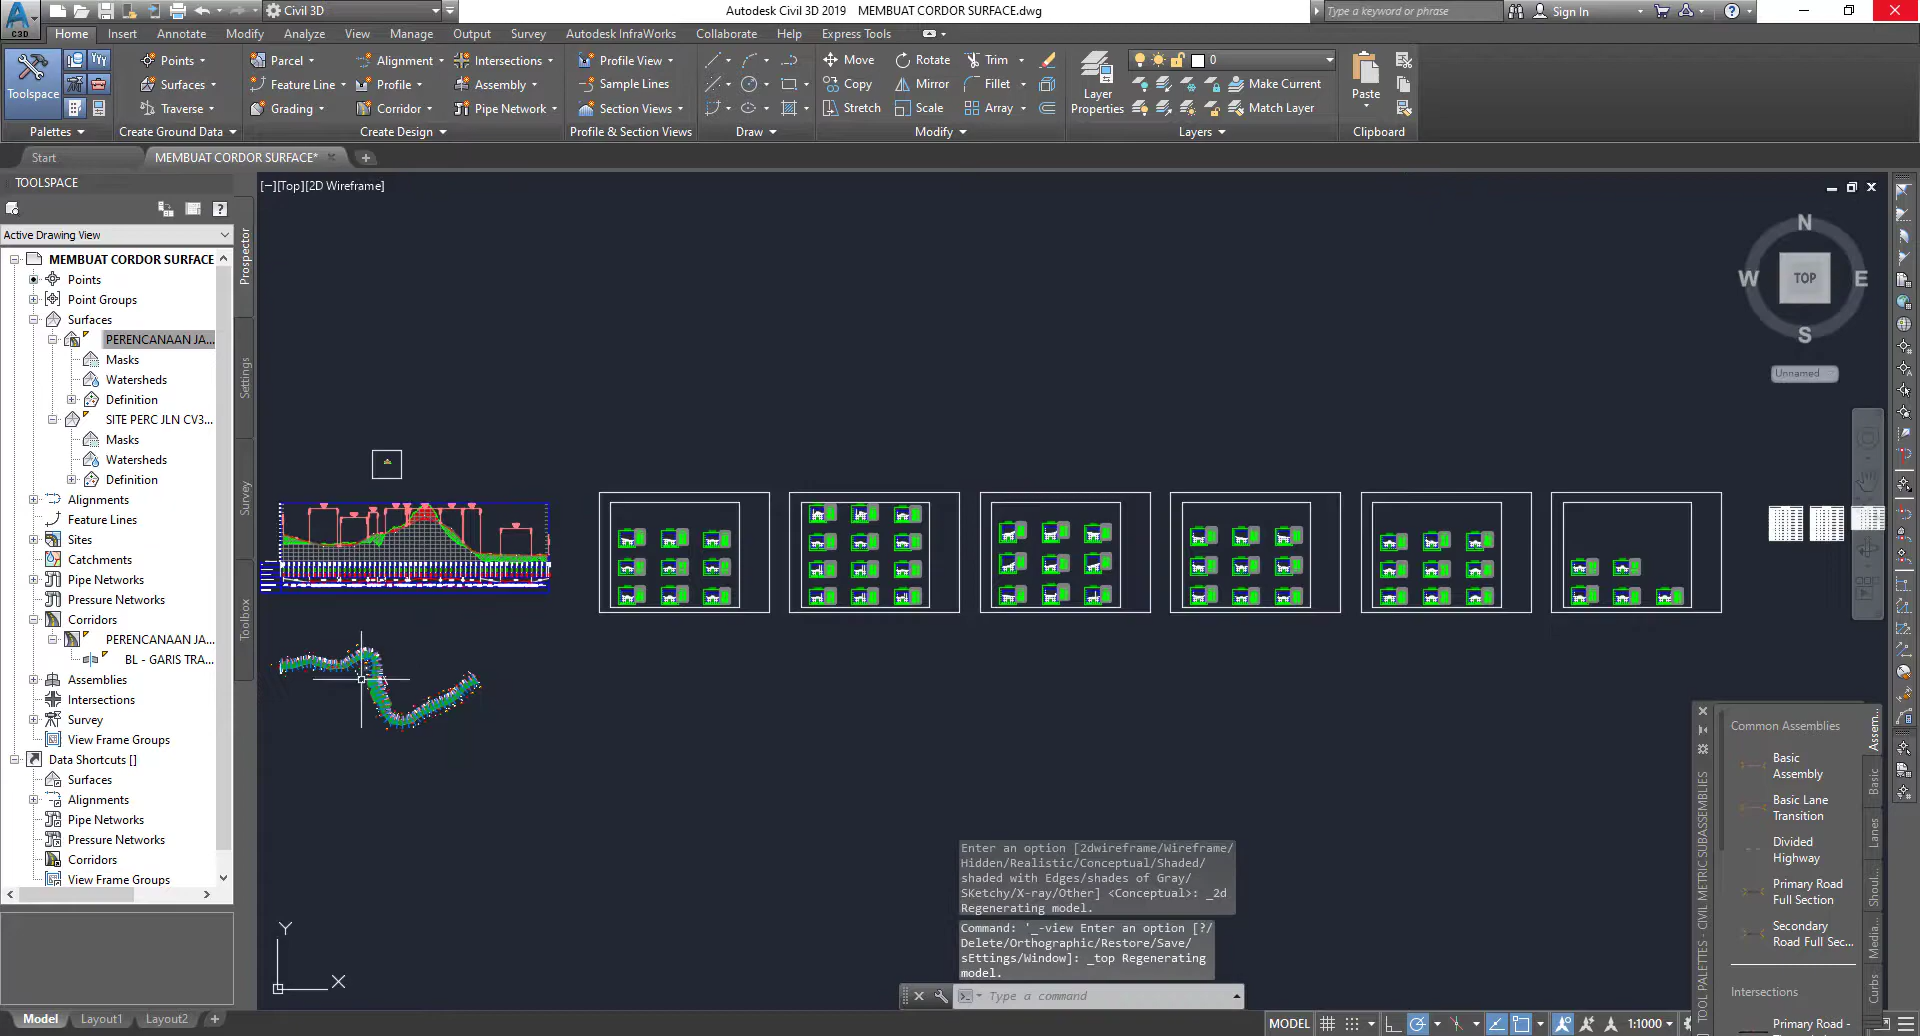 C3D
Civil 3D
Autodesk Civil 3D 2019 MEMBUAT CORDOR SURFACE.dwg
Type a keyword or phrase
Sign In
Home Insert Annotate Modify Analyze View Manage Output Survey Autodesk InfraWorks Collaborate Help Express Tools
Toolspace
Palettes
Points
Surfaces
Traverse
Create Ground Data
Parcel
Feature Line
Grading
Alignment
Profile
Corridor
Intersections
Assembly
Pipe Network
Create Design
Profile View
Sample Lines
Section Views
Profile & Section Views
Draw
Move
Copy
Stretch
Rotate
Mirror
Scale
Trim
Fillet
Array
Modify
Layer
Properties
0
Make Current
Match Layer
Layers
Paste
Clipboard
Start
MEMBUAT CORDOR SURFACE*
TOOLSPACE
Active Drawing View
MEMBUAT CORDOR SURFACE
Points
Point Groups
Surfaces
PERENCANAAN JA...
Masks
Watersheds
Definition
SITE PERC JLN CV3...
Masks
Watersheds
Definition
Alignments
Feature Lines
Sites
Catchments
Pipe Networks
Pressure Networks
Corridors
PERENCANAAN JA...
BL - GARIS TRA...
Assemblies
Intersections
Survey
View Frame Groups
Data Shortcuts []
Surfaces
Alignments
Pipe Networks
Pressure Networks
Corridors
View Frame Groups
Prospector
Settings
Survey
Toolbox
[−][Top][2D Wireframe]
N
W
TOP
E
S
Unnamed
Y
X
Enter an option [2dwireframe/Wireframe/
Hidden/Realistic/Conceptual/Shaded/
shaded with Edges/shades of Gray/
SKetchy/X-ray/Other] <Conceptual>: _2d
Regenerating model.
Command: '_-view Enter an option [?/
Delete/Orthographic/Restore/Save/
sEttings/Window]: _top Regenerating
model.
Type a command
Common Assemblies
Basic
Assembly
Basic Lane
Transition
Divided
Highway
Primary Road
Full Section
Secondary
Road Full Sec...
Intersections
Primary Road -
TOOL PALETTES - CIVIL METRIC SUBASSEMBLIES
Assem...
Basic
Lanes
Shoul...
Media...
Curbs
Model Layout1 Layout2
MODEL
1:1000